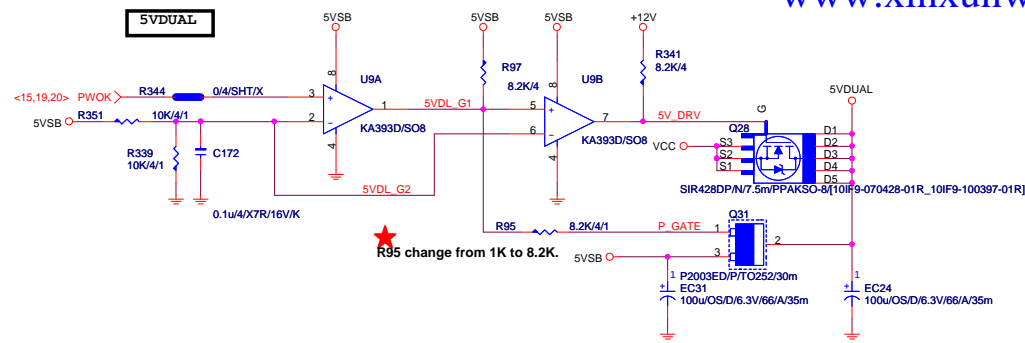 www.xinxunw
5VDUAL
5VSB
5VSB
5VSB
+12V
U9A
R97
8.2K/4
U9B
R341
8.2K/4
5VDUAL
<15,19,20> PWOK
R344
0/4/SHT/X
8
3
+
2
−
1
4
KA393D/SO8
5VDL_G1
8
5
+
6
−
7
4
KA393D/SO8
5V_DRV
G
Q28
5VSB
R351
10K/4/1
R339
10K/4/1
C172
0.1u/4/X7R/16V/K
5VDL_G2
VCC
S3
S2
S1
D1
D2
D3
D4
D5
SIR428DP/N/7.5m/PPAKSO-8/[10IF9-070428-01R_10IF9-100397-01R]
R95
8.2K/4/1
P_GATE
Q31
1
2
3
R95 change from 1K to 8.2K.
5VSB
P2003ED/P/TO252/30m
1
+
EC31
100u/OS/D/6.3V/66/A/35m
1
+
EC24
100u/OS/D/6.3V/66/A/35m